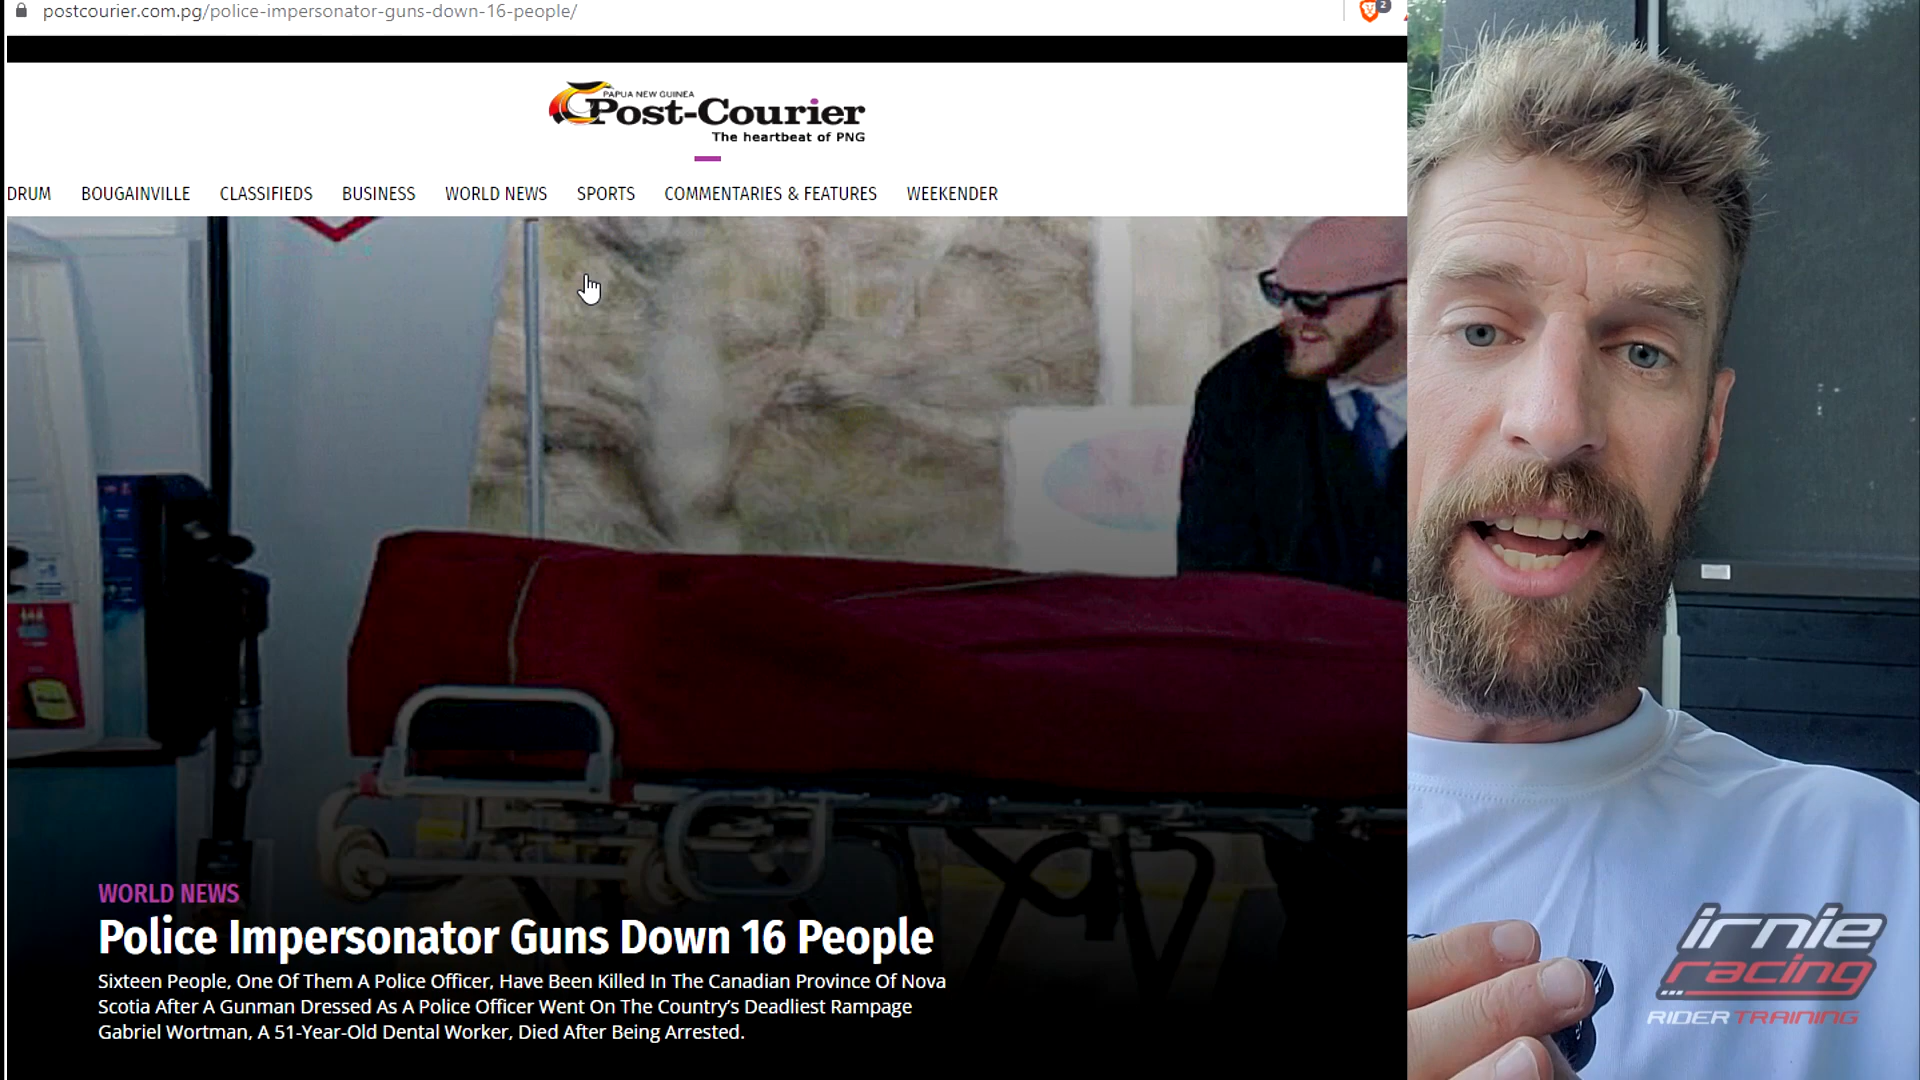 postcourier.com.pg/police-impersonator-guns-down-16-people/
2
PAPUA NEW GUINEA
Post-Courier
The heartbeat of PNG
DRUM BOUGAINVILLE CLASSIFIEDS BUSINESS WORLD NEWS SPORTS COMMENTARIES & FEATURES WEEKENDER
WORLD NEWS
Police Impersonator Guns Down 16 People
Sixteen People, One Of Them A Police Officer, Have Been Killed In The Canadian Province Of Nova
Scotia After A Gunman Dressed As A Police Officer Went On The Country's Deadliest Rampage
Gabriel Wortman, A 51-Year-Old Dental Worker, Died After Being Arrested.
irnie
racing
RIDER TRAINING